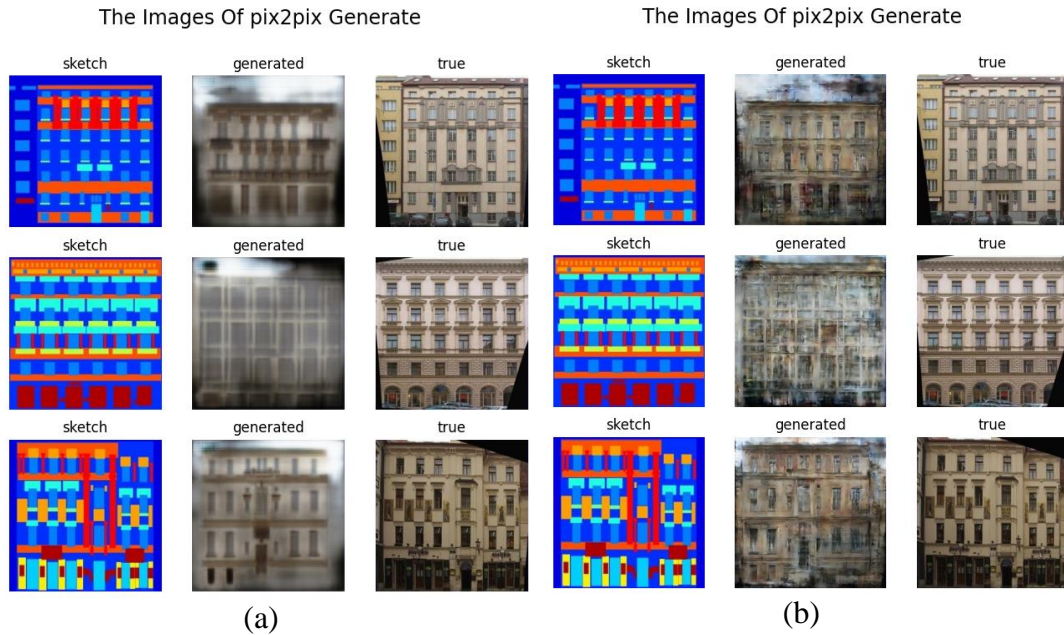 The Images Of pix2pix Generate
The Images Of pix2pix Generate
sketch generated true sketch generated true
sketch generated true sketch generated true
sketch generated true sketch generated true
(a) (b)